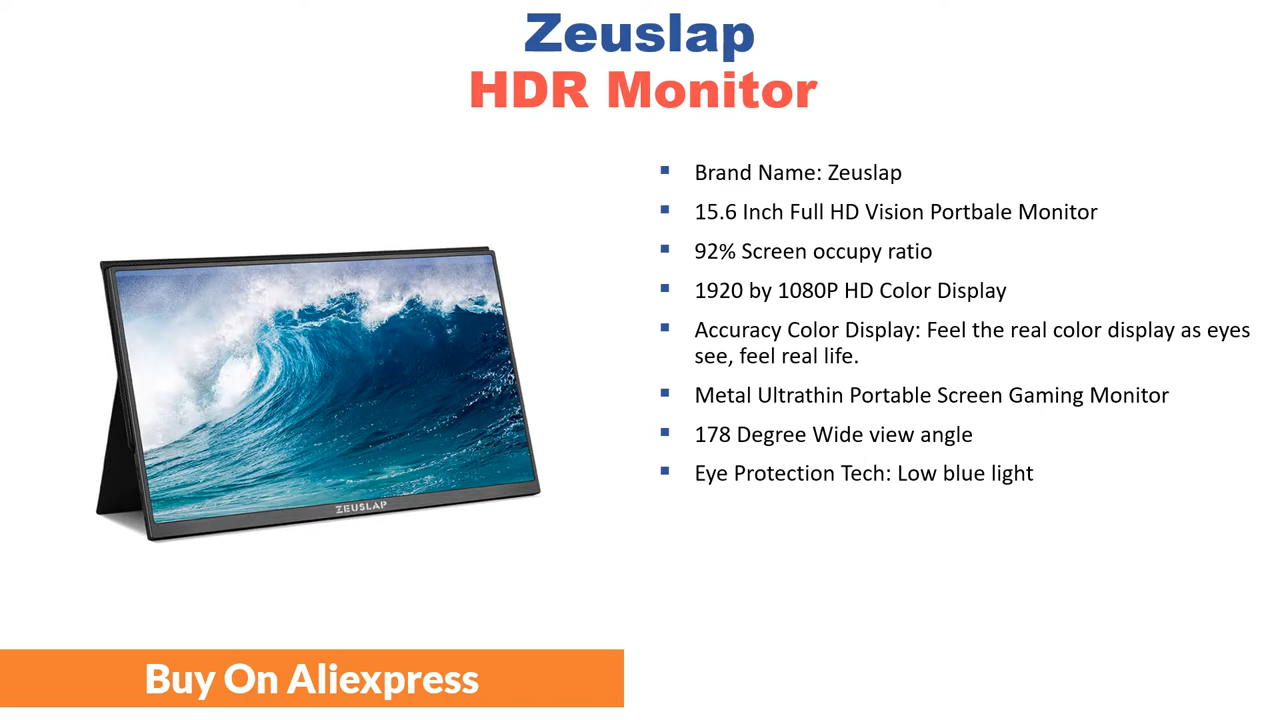 Zeuslap
HDR Monitor
Brand Name: Zeuslap
15.6 Inch Full HD Vision Portbale Monitor
92% Screen occupy ratio
1920 by 1080P HD Color Display
Accuracy Color Display: Feel the real color display as eyes
see, feel real life.
Metal Ultrathin Portable Screen Gaming Monitor
178 Degree Wide view angle
Eye Protection Tech: Low blue light
ZEUSLAP
Buy On Aliexpress